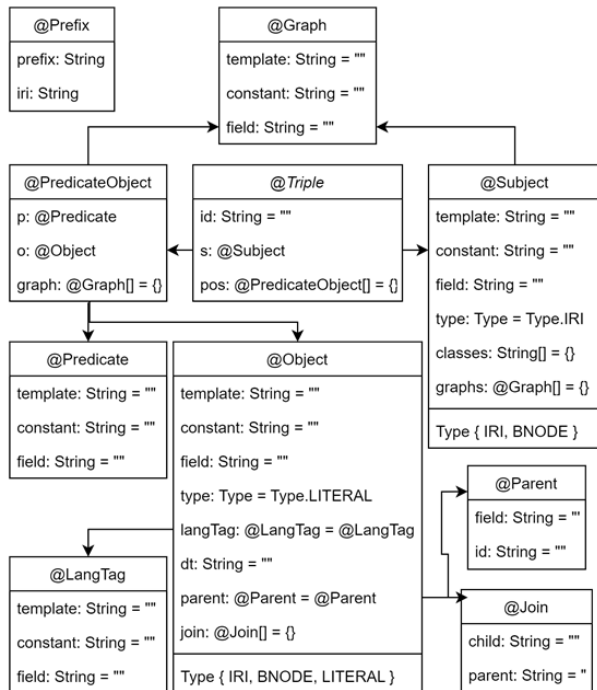 @Prefix
prefix: String
iri: String
@Graph
template: String = ""
constant: String = ""
field: String = ""
@PredicateObject
p: @Predicate
o: @Object
graph: @Graph[] = {}
@Triple
id: String = ""
s: @Subject
pos: @PredicateObject[] = {}
@Subject
template: String = ""
constant: String = ""
field: String = ""
type: Type = Type.IRI
classes: String[] = {}
graphs: @Graph[] = {}
Type { IRI, BNODE }
@Predicate
template: String = ""
constant: String = ""
field: String = ""
@Object
template: String = ""
constant: String = ""
field: String = ""
type: Type = Type.LITERAL
langTag: @LangTag = @LangTag
dt: String = ""
parent: @Parent = @Parent
join: @Join[] = {}
Type { IRI, BNODE, LITERAL }
@Parent
field: String = "'
id: String = ""
@LangTag
template: String = ""
constant: String = ""
field: String = ""
@Join
child: String = ""
parent: String = "